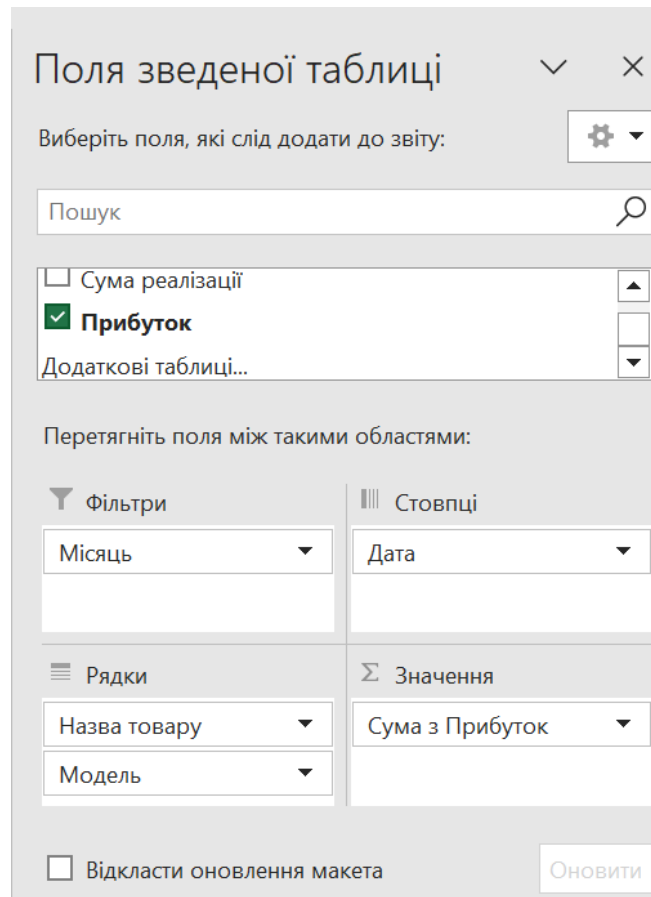 Поля зведеної таблиці
Виберіть поля, які слід додати до звіту:
Пошук
Сума реалізації
Прибуток
Додаткові таблиці...
Перетягніть поля між такими областями:
Фільтри
Місяць
Стовпці
Дата
Рядки
Назва товару
Модель
Σ Значення
Сума з Прибуток
Відкласти оновлення макета
Оновити